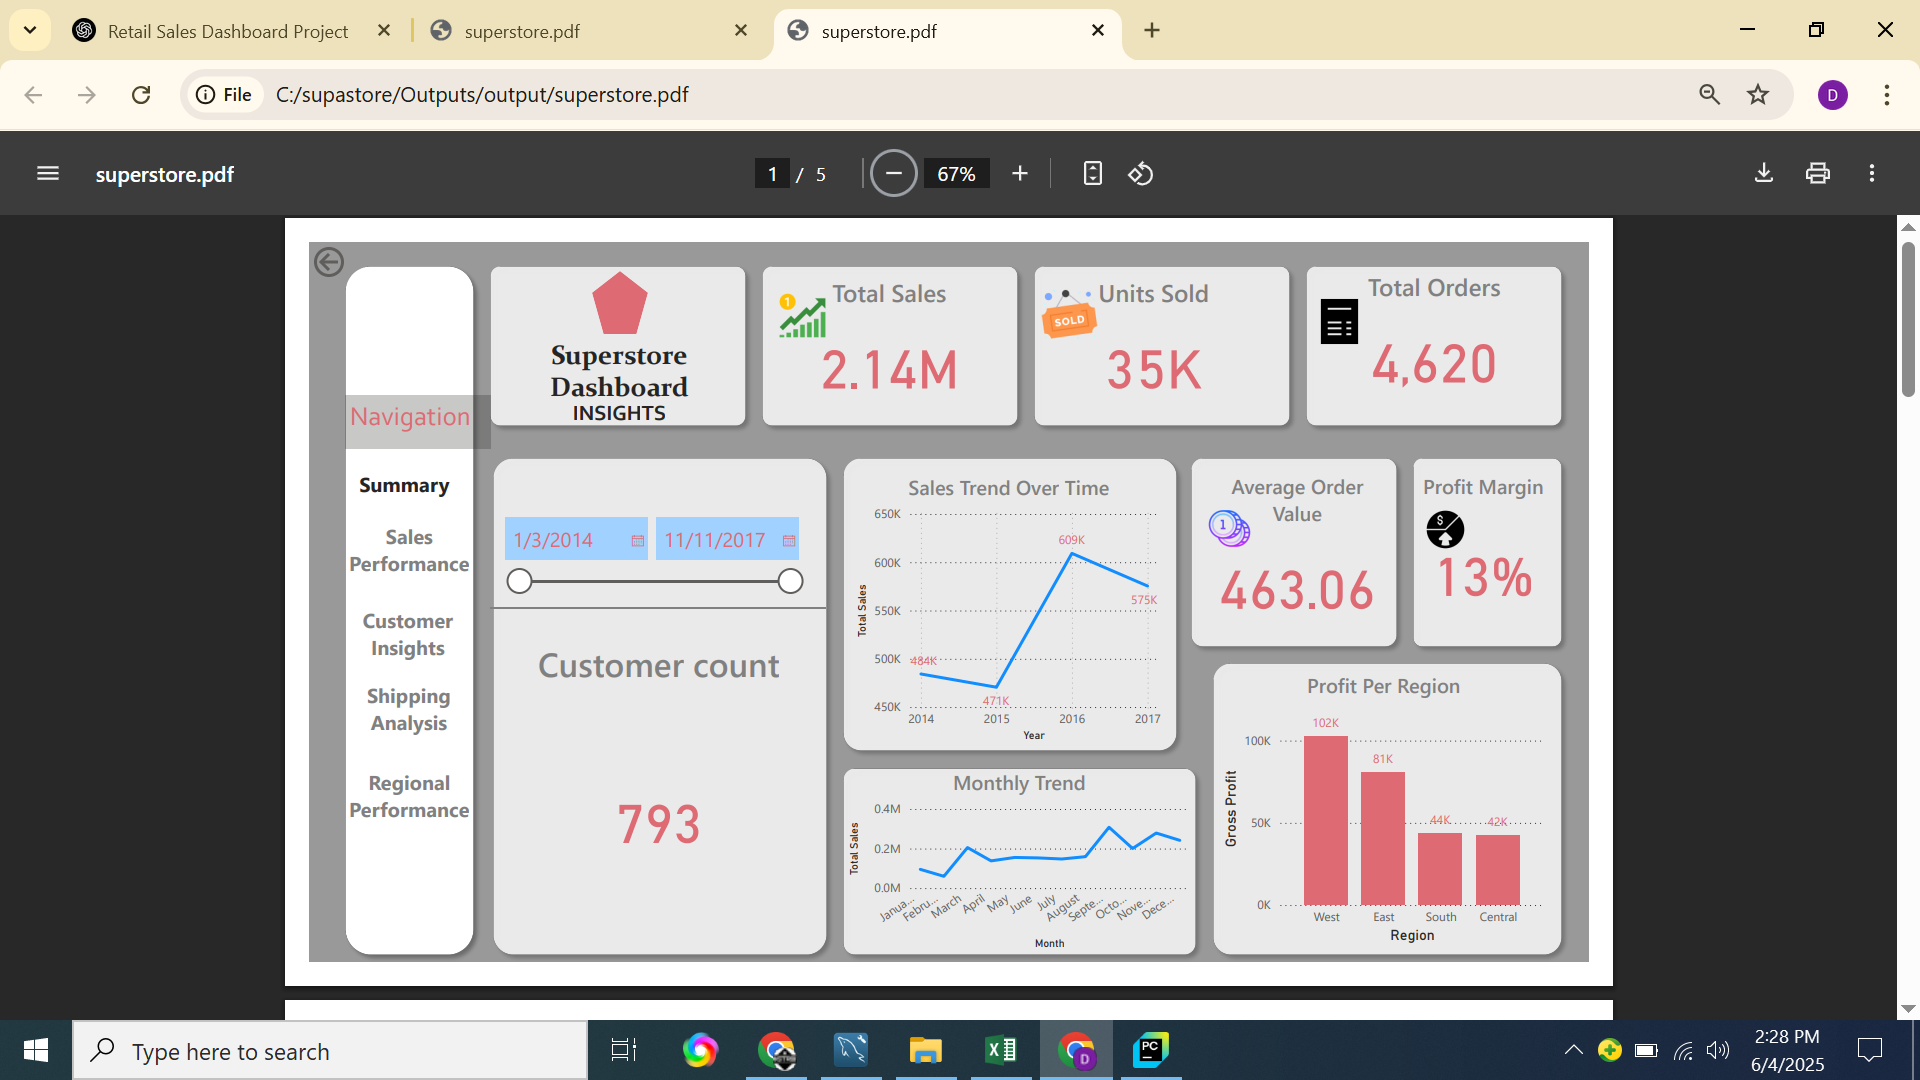 Retail Sales Dashboard Project
superstore.pdf
superstore.pdf
File
C:/supastore/Outputs/output/superstore.pdf
D
superstore.pdf
1 / 5
67%
Navigation
Summary
Sales
Performance
Customer
Insights
Shipping
Analysis
Regional
Performance
Superstore
Dashboard
INSIGHTS
1
Total Sales
2.14M
SOLD
Units Sold
35K
Total Orders
4,620
1/3/2014
11/11/2017
Customer count
793
Sales Trend Over Time
Total Sales
650K
600K
550K
500K
450K
484K
471K
609K
575K
2014
2015
2016
2017
Year
Average Order
Value
1
463.06
Profit Margin
$
13%
Monthly Trend
Total Sales
0.4M
0.2M
0.0M
Janua...
Febru...
March
April
May
June
July
August
Septe...
Octo...
Nove...
Dece...
Month
Profit Per Region
Gross Profit
100K
50K
0K
102K
81K
44K
42K
West
East
South
Central
Region
Type here to search
D
PC
2:28 PM
6/4/2025